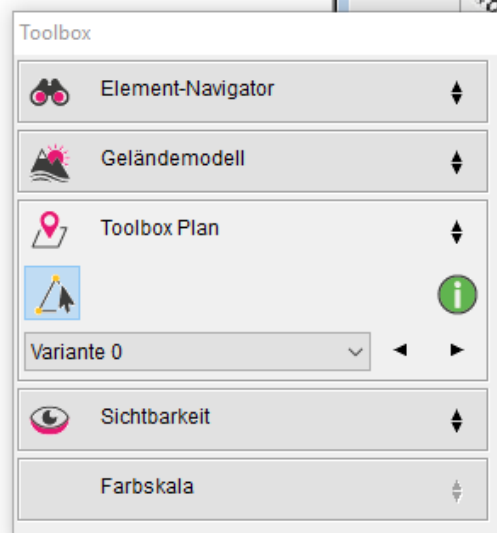 Toolbox
Element-Navigator
Geländemodell
Toolbox Plan
Variante 0
Sichtbarkeit
Farbskala